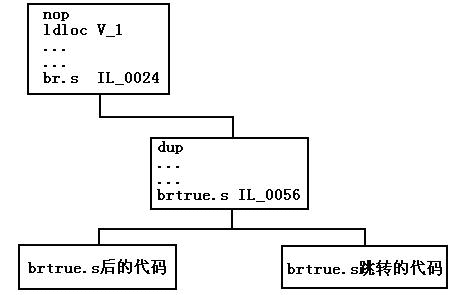 nop
ldloc V_1
...
...
br.s  IL_0024
dup
...
...
brtrue.s IL_0056
brtrue.s后的代码
brtrue.s跳转的代码